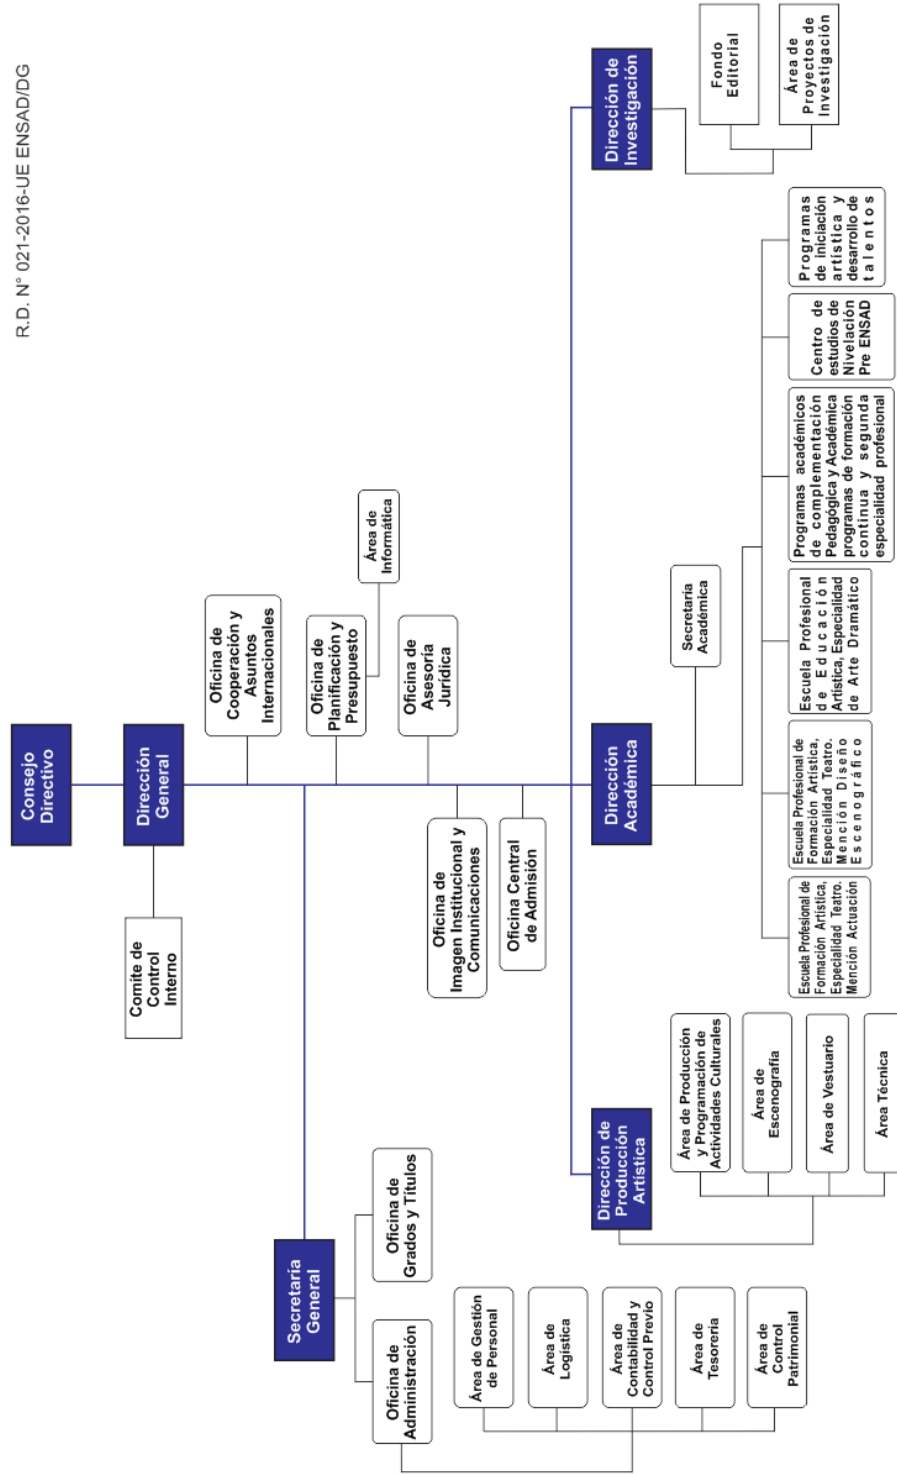 R.D. N° 021-2016-UE ENSAD/DG
Consejo
Directivo
Dirección
General
Comite de
Control
Interno
Oficina de
Cooperación y
Asuntos
Internacionales
Secretaría
General
Oficina de
Planificación y
Presupuesto
Área de
Informática
Oficina de
Administración
Oficina de
Grados y Títulos
Oficina de
Asesoría
Jurídica
Oficina de
Imagen Institucional y
Comunicaciones
Oficina Central
de Admisión
Área de Gestión
de Personal
Área de
Logística
Área de
Contabilidad y
Control Previo
Área de
Tesorería
Área de
Control
Patrimonial
Dirección de
Producción
Artística
Área de Producción
y Programación de
Actividades Culturales
Área de
Escenografía
Área de Vestuario
Área Técnica
Dirección
Académica
Secretaría
Académica
Escuela Profesional de
Formación Artística,
Especialidad Teatro.
Mención Actuación
Escuela Profesional de
Formación Artística,
Especialidad Teatro.
Mención Diseño
Escenográfico
Escuela Profesional
de Educación
Artística, Especialidad
de Arte Dramático
Programas académicos
de complementación
Pedagógica y Académica
programas de formación
continua y segunda
especialidad profesional
Centro de
estudios de
Nivelación
Pre ENSAD
Programas
de iniciación
artística y
desarrollo de
talentos
Dirección de
Investigación
Fondo
Editorial
Área de
Proyectos de
Investigación